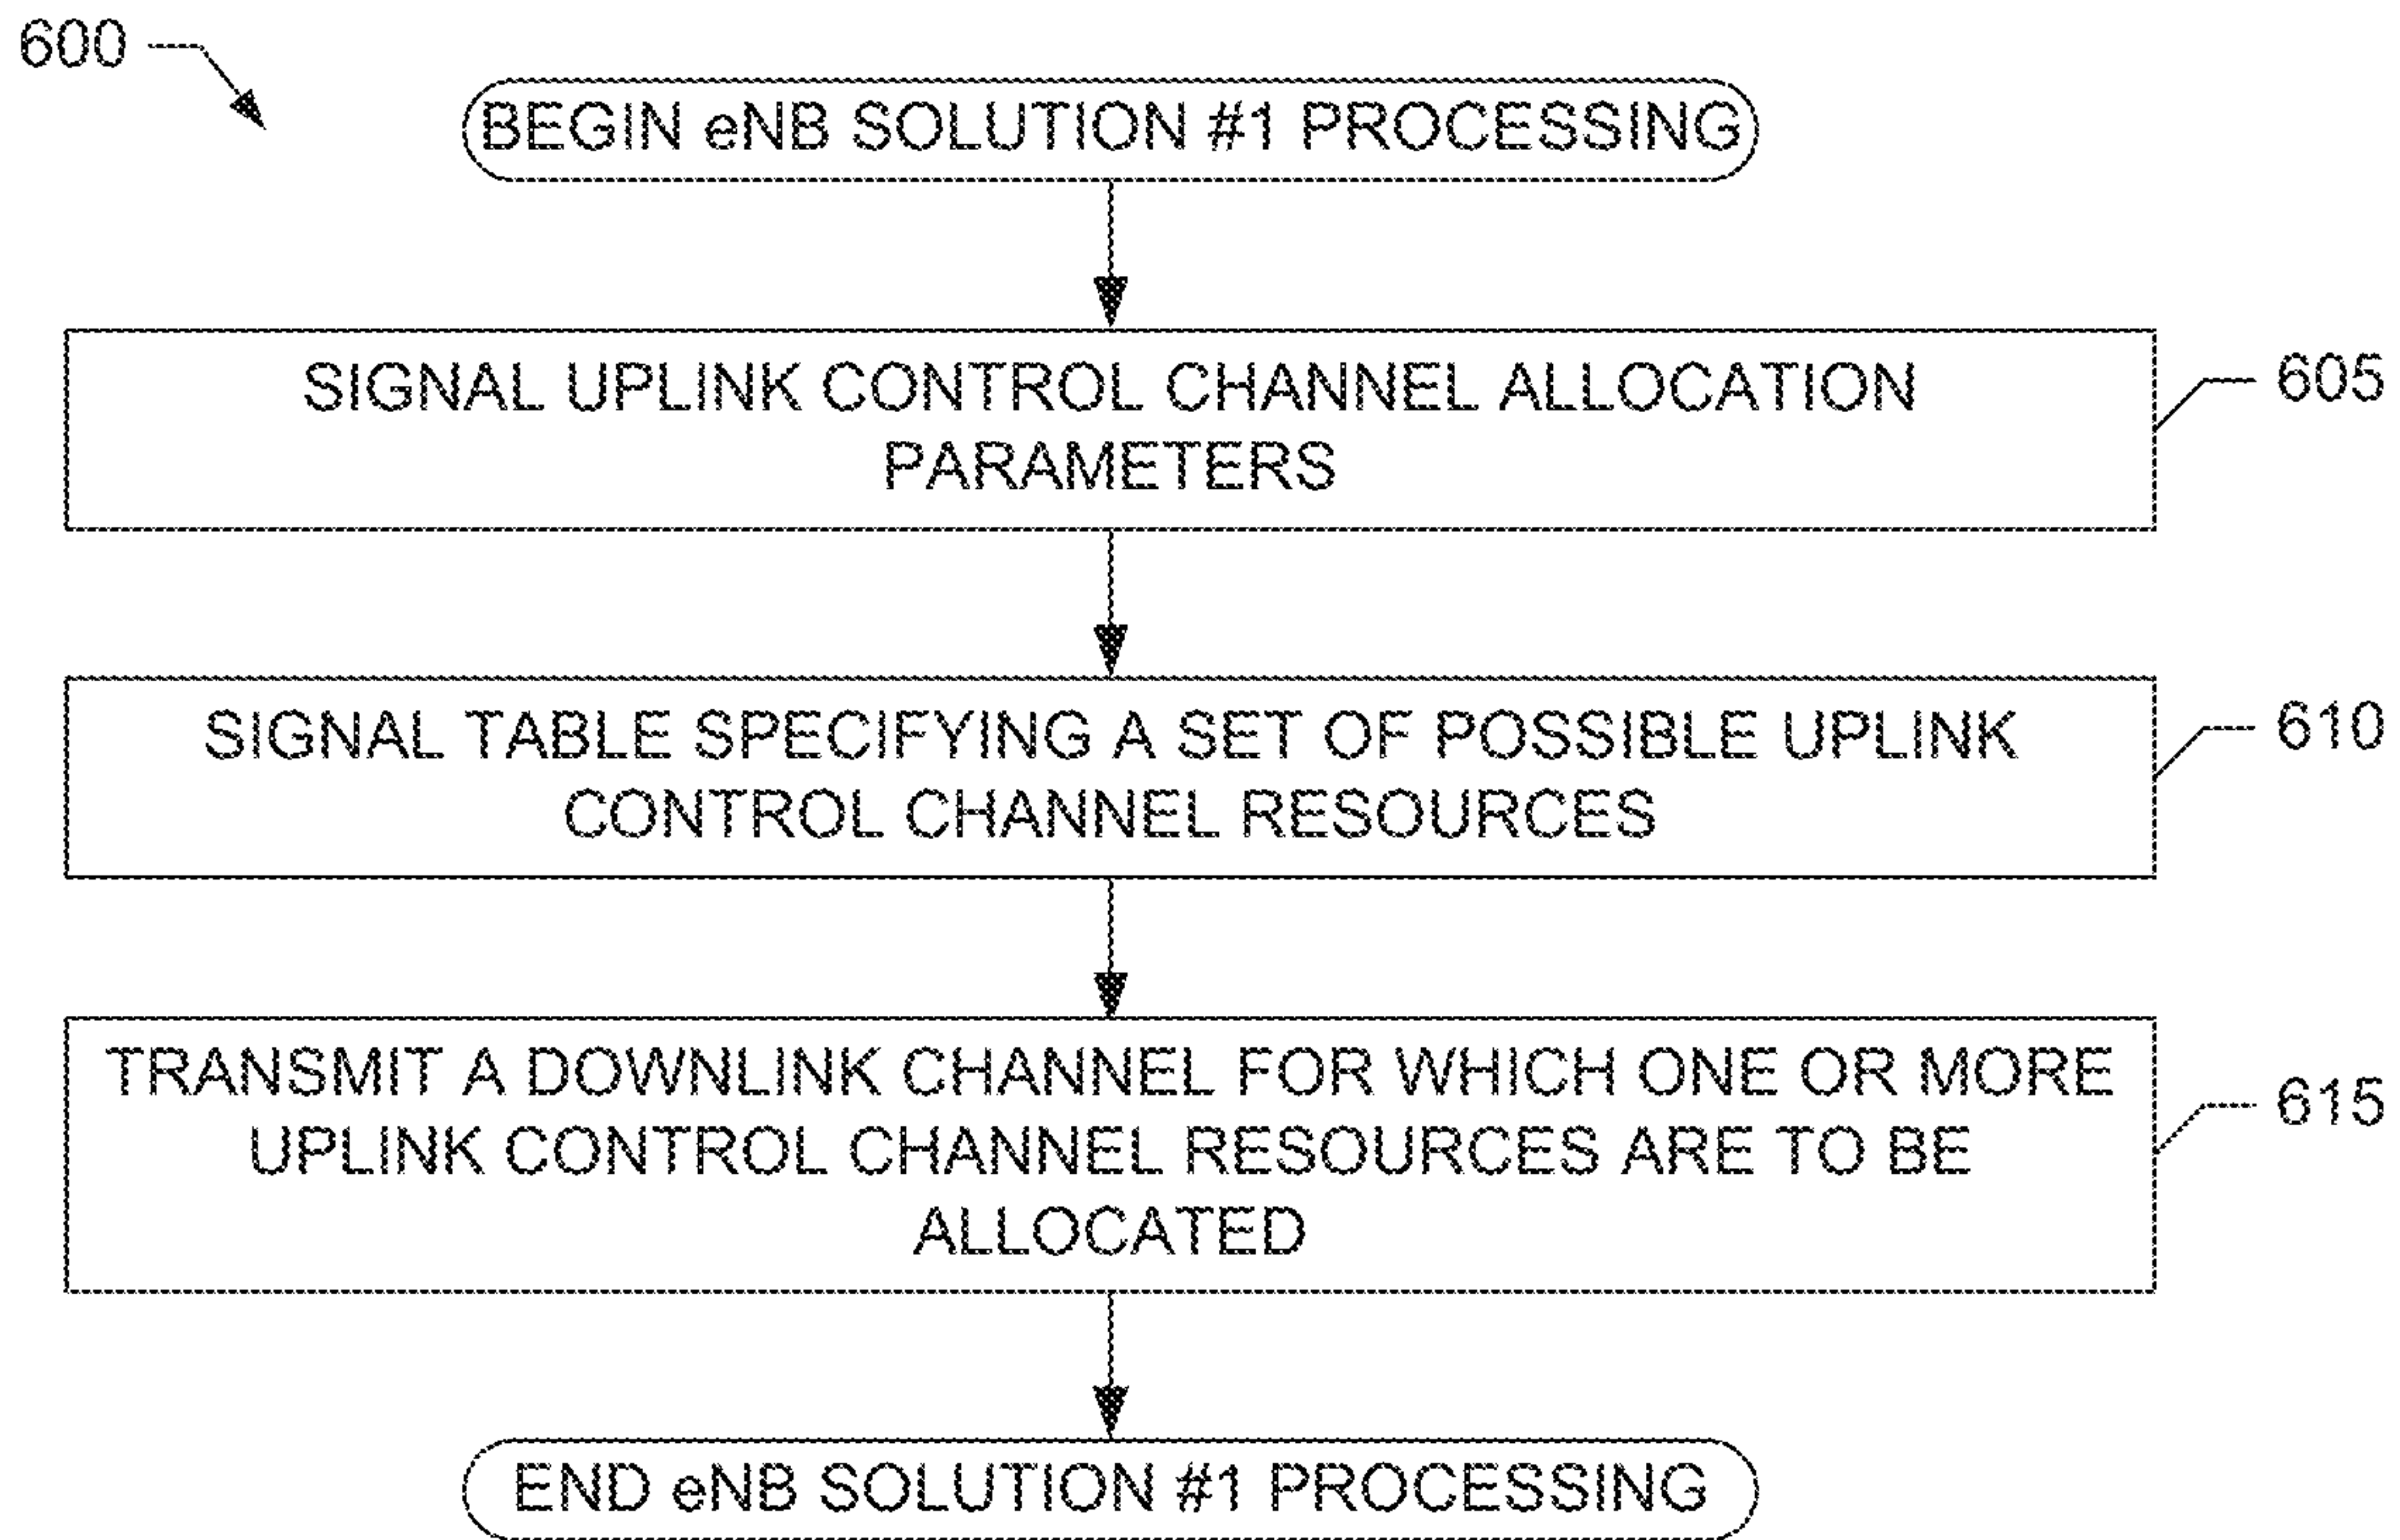 600
BEGIN eNB SOLUTION #1 PROCESSING
SIGNAL UPLINK CONTROL CHANNEL ALLOCATION
PARAMETERS
605
SIGNAL TABLE SPECIFYING A SET OF POSSIBLE UPLINK
CONTROL CHANNEL RESOURCES
610
TRANSMIT A DOWNLINK CHANNEL FOR WHICH ONE OR MORE
UPLINK CONTROL CHANNEL RESOURCES ARE TO BE
ALLOCATED
615
END eNB SOLUTION #1 PROCESSING